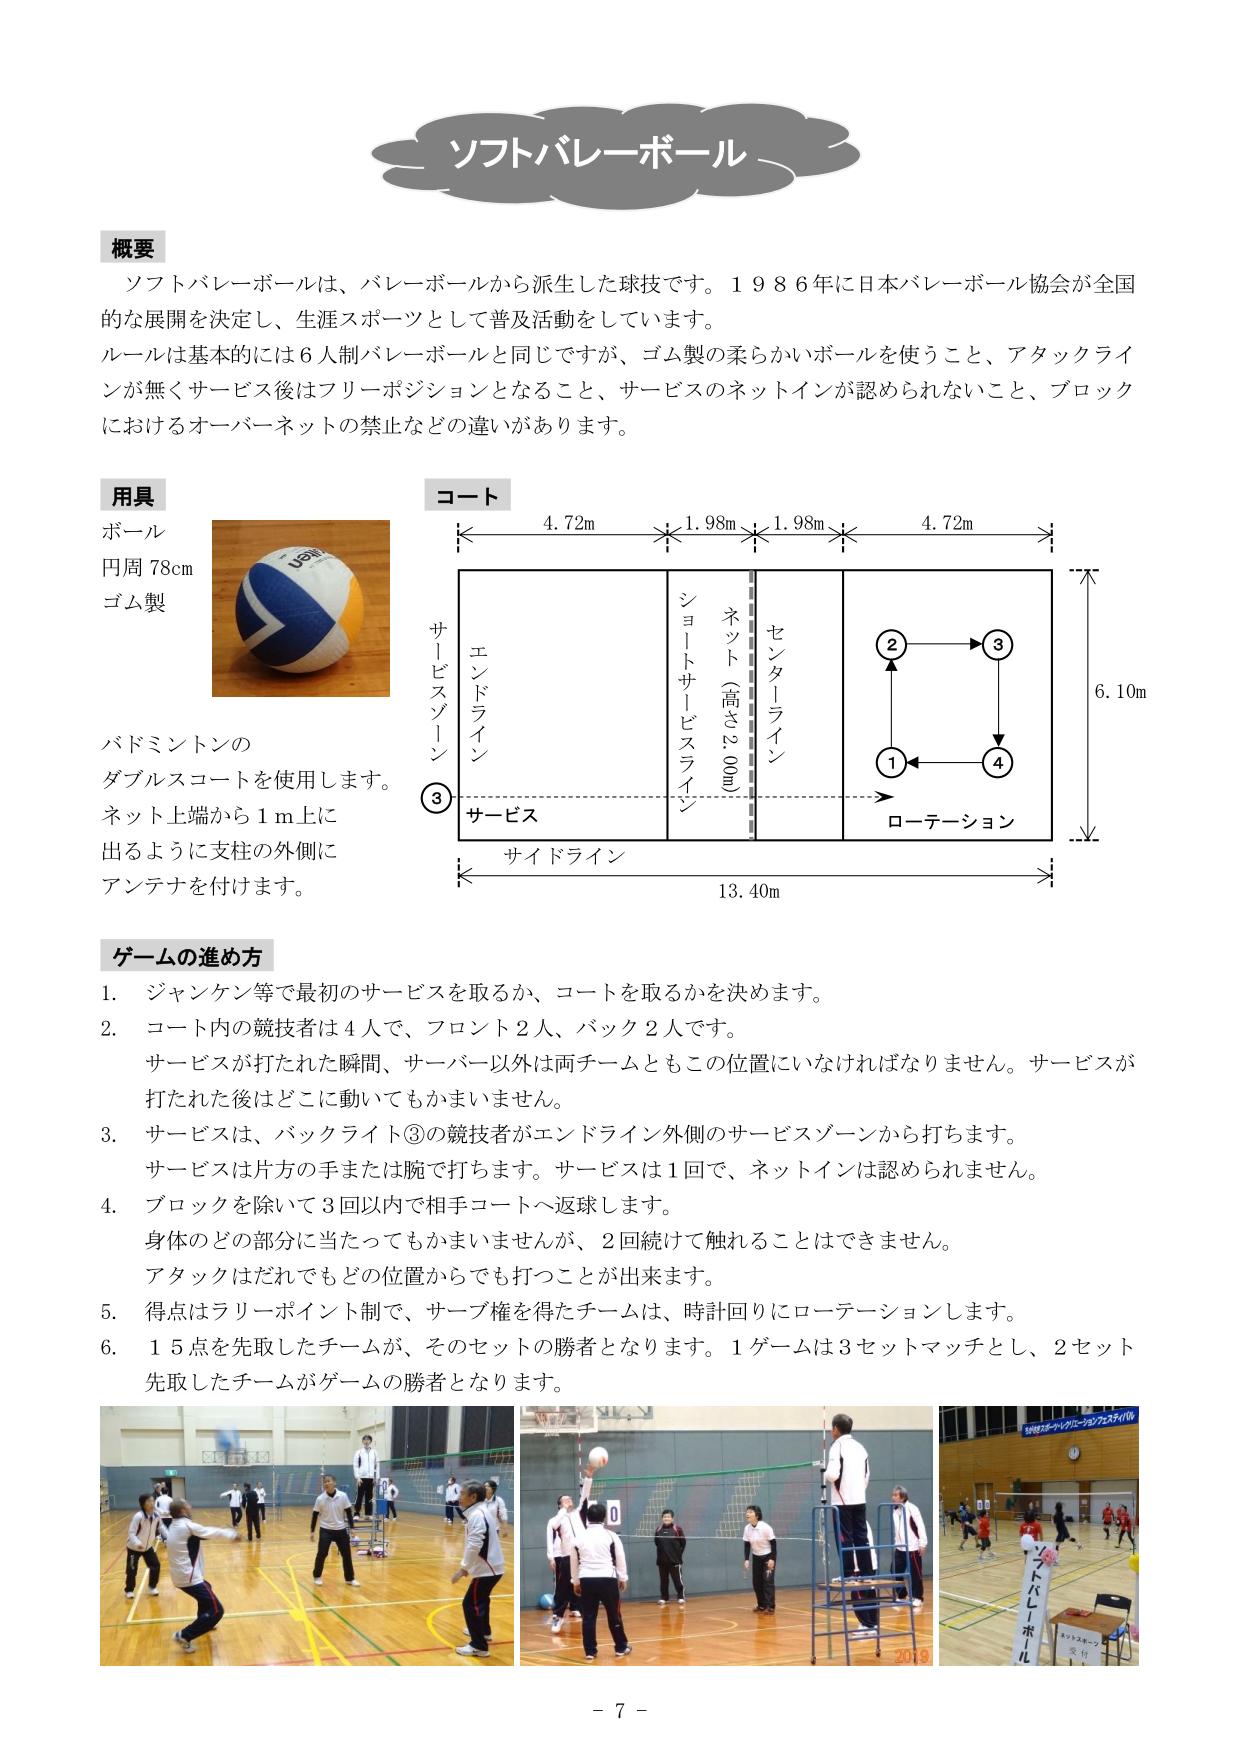 ソフトバレーボール
概要
　ソフトバレーボールは、バレーボールから派生した球技です。１９８６年に日本バレーボール協会が全国
的な展開を決定し、生涯スポーツとして普及活動をしています。
ルールは基本的には６人制バレーボールと同じですが、ゴム製の柔らかいボールを使うこと、アタックライ
ンが無くサービス後はフリーポジションとなること、サービスのネットインが認められないこと、ブロック
におけるオーバーネットの禁止などの違いがあります。
用具
ボール
円周 78cm
ゴム製
バドミントンの
ダブルスコートを使用します。
ネット上端から１ｍ上に
出るように支柱の外側に
アンテナを付けます。
コート
4.72m 1.98m 1.98m 4.72m
サービスゾーン
エンドライン
ショートサービスライン
ネット（高さ2.00m）
センターライン
② ③
① ④
6.10m
③
サービス
ローテーション
サイドライン
13.40m
ゲームの進め方
1.　ジャンケン等で最初のサービスを取るか、コートを取るかを決めます。
2.　コート内の競技者は４人で、フロント２人、バック２人です。
サービスが打たれた瞬間、サーバー以外は両チームともこの位置にいなければなりません。サービスが
打たれた後はどこに動いてもかまいません。
3.　サービスは、バックライト③の競技者がエンドライン外側のサービスゾーンから打ちます。
サービスは片方の手または腕で打ちます。サービスは１回で、ネットインは認められません。
4.　ブロックを除いて３回以内で相手コートへ返球します。
身体のどの部分に当たってもかまいませんが、２回続けて触れることはできません。
アタックはだれでもどの位置からでも打つことが出来ます。
5.　得点はラリーポイント制で、サーブ権を得たチームは、時計回りにローテーションします。
6.　１５点を先取したチームが、そのセットの勝者となります。１ゲームは３セットマッチとし、２セット
先取したチームがゲームの勝者となります。
0
2019
スポーツ・レクリエーションフェスティバル
ソフトバレーボール
受付
－ 7 －